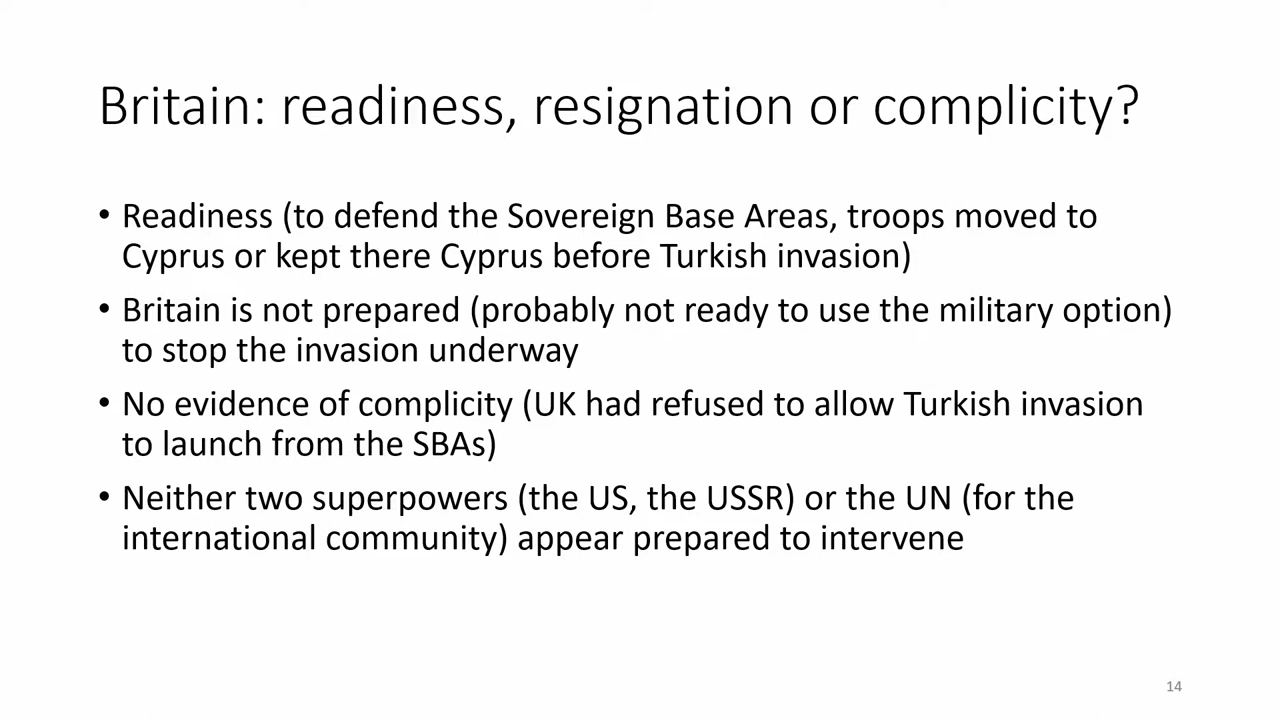 Britain: readiness, resignation or complicity?
• Readiness (to defend the Sovereign Base Areas, troops moved to
Cyprus or kept there Cyprus before Turkish invasion)
• Britain is not prepared (probably not ready to use the military option)
to stop the invasion underway
• No evidence of complicity (UK had refused to allow Turkish invasion
to launch from the SBAs)
• Neither two superpowers (the US, the USSR) or the UN (for the
international community) appear prepared to intervene
14